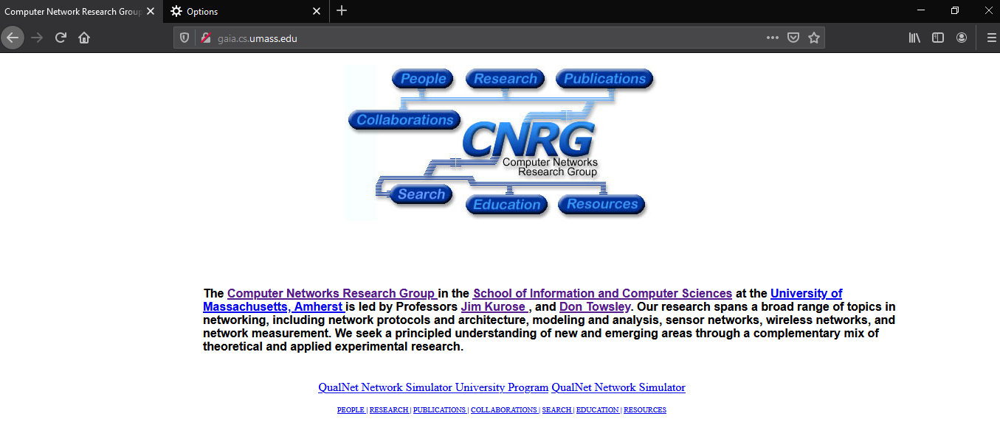 Computer Network Research Group
Options
gaia.cs.umass.edu
People
Research
Publications
Collaborations
CNRG
Computer Networks
Research Group
Search
Education
Resources
The Computer Networks Research Group in the School of Information and Computer Sciences at the University of
Massachusetts, Amherst is led by Professors Jim Kurose , and Don Towsley. Our research spans a broad range of topics in
networking, including network protocols and architecture, modeling and analysis, sensor networks, wireless networks, and
network measurement. We seek a principled understanding of new and emerging areas through a complementary mix of
theoretical and applied experimental research.
QualNet Network Simulator University Program QualNet Network Simulator
PEOPLE | RESEARCH | PUBLICATIONS | COLLABORATIONS | SEARCH | EDUCATION | RESOURCES